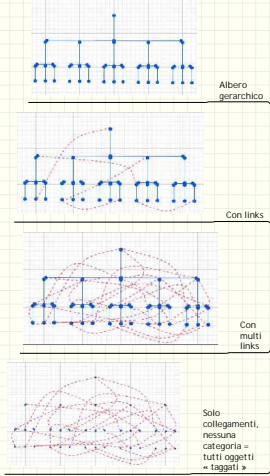 Albero
gerarchico
Con links
Con
multi
links
Solo
collegamenti,
nessuna
categoria =
tutti oggetti
« taggati »